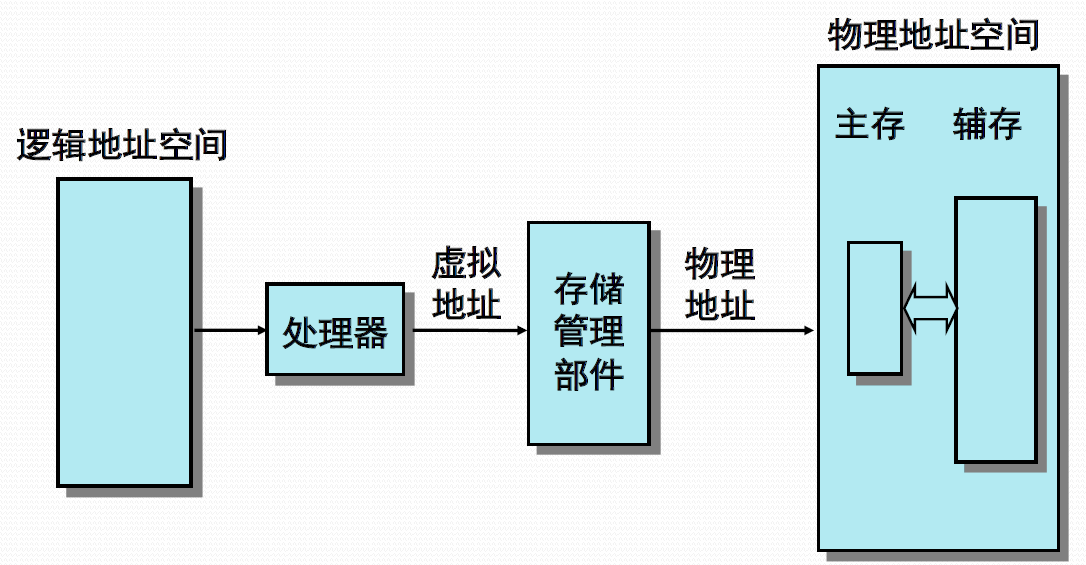 物理地址空间
主存
辅存
逻辑地址空间
处理器
虚拟
地址
存储
管理
部件
物理
地址